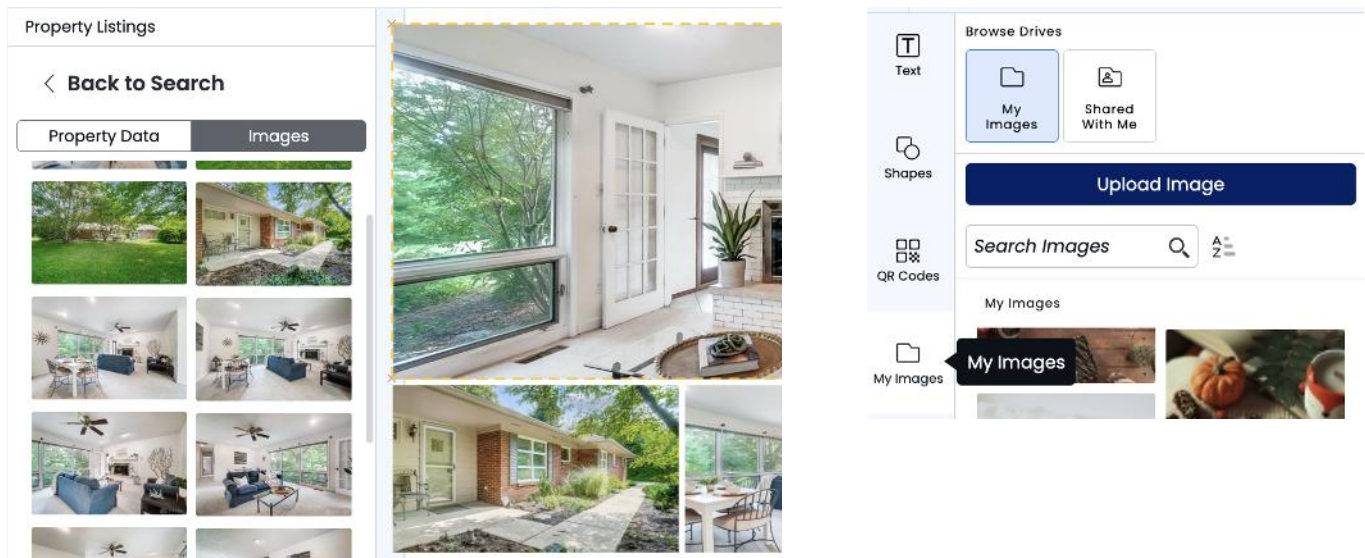 Property Listings
Back to Search
Property Data
Images
Text
Shapes
QR Codes
My Images
Browse Drives
My
Images
Shared
With Me
Upload Image
Search Images
A
Z
My Images
My Images